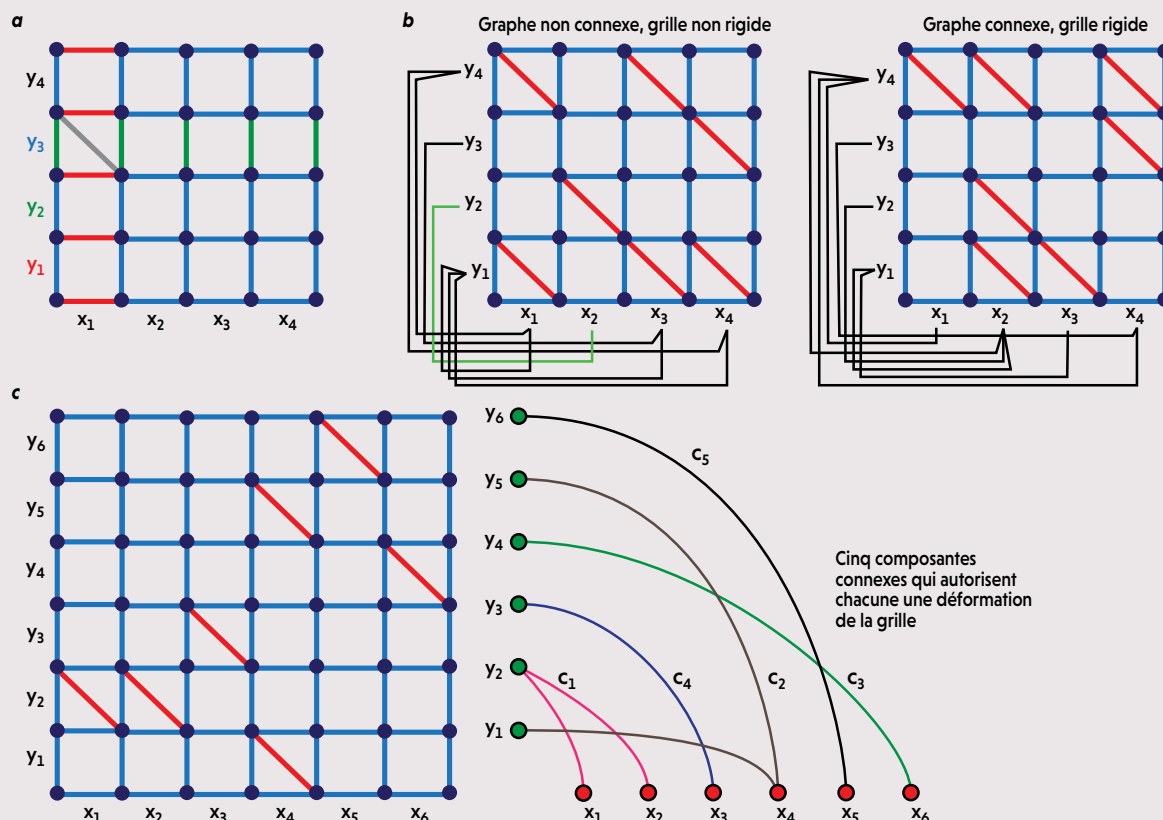 a
y4
y3
y2
y1
x1 x2 x3 x4
b
Graphe non connexe, grille non rigide
y4
y3
y2
y1
x1 x2 x3 x4
Graphe connexe, grille rigide
y4
y3
y2
y1
x1 x2 x3 x4
c
y6
y5
y4
y3
y2
y1
x1 x2 x3 x4 x5 x6
y6
y5
y4
y3
y2
y1
c5
c1 c4 c2 c3
x1 x2 x3 x4 x5 x6
Cinq composantes
connexes qui autorisent
chacune une déformation
de la grille